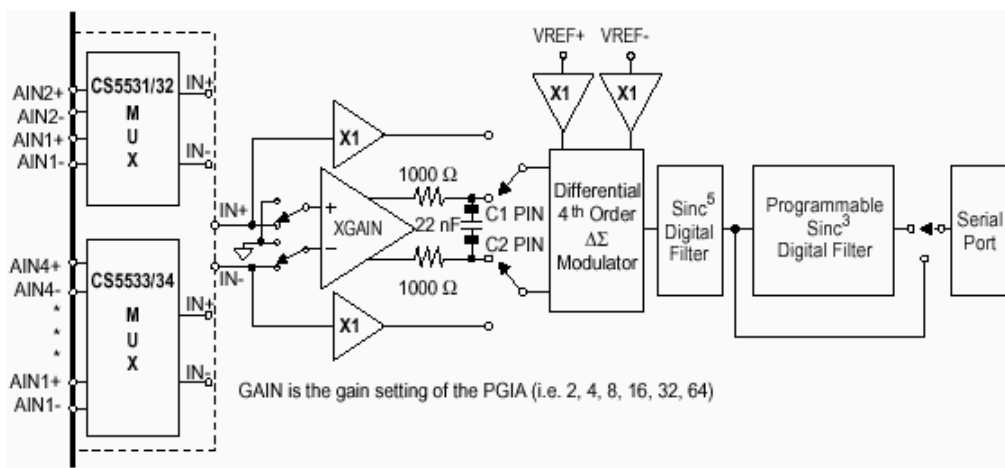 VREF+ VREF-
X1 X1
CS5531/32
M
U
X
IN+
IN-
AIN2+
AIN2-
AIN1+
AIN1-
X1
1000 Ω
IN+
IN-
+
−
XGAIN
22 nF
C1 PIN
C2 PIN
1000 Ω
X1
Differential
4th Order
ΔΣ
Modulator
Sinc⁵
Digital
Filter
Programmable
Sinc³
Digital Filter
Serial
Port
CS5533/34
M
U
X
IN+
IN-
AIN4+
AIN4-
*
*
*
AIN1+
AIN1-
GAIN is the gain setting of the PGIA (i.e. 2, 4, 8, 16, 32, 64)